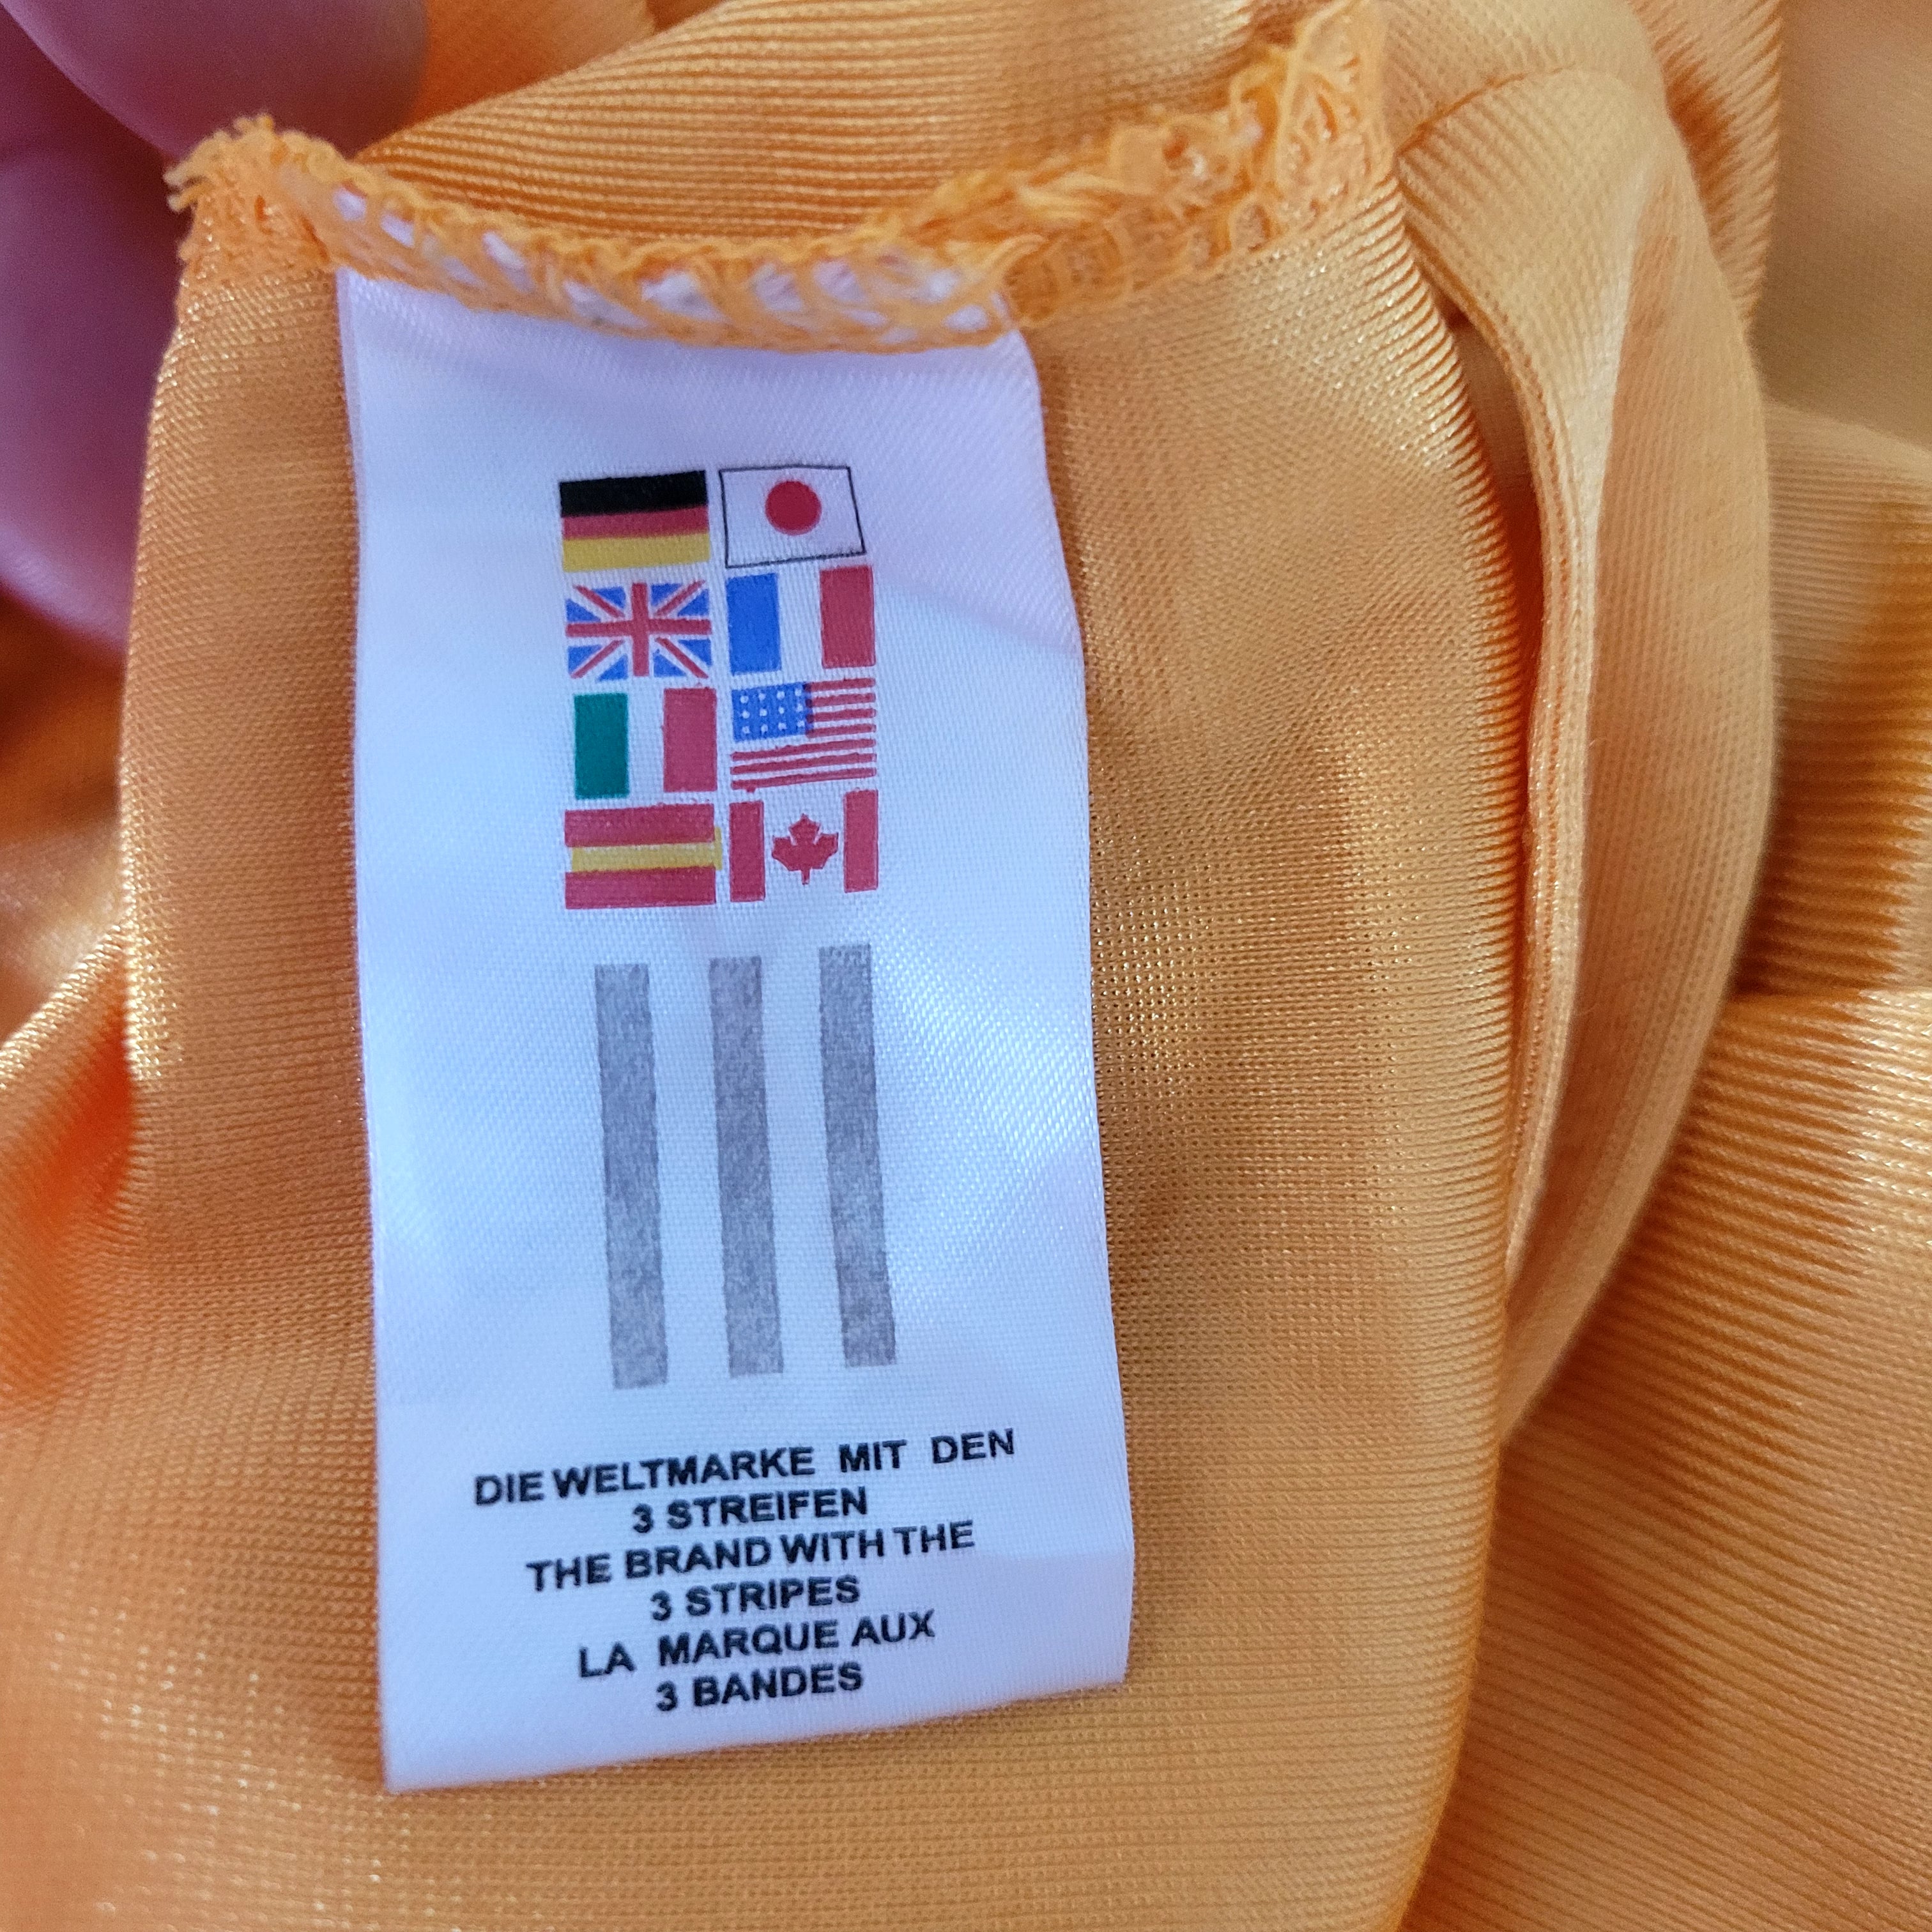 DIE WELTMARKE MIT DEN
3 STREIFEN
THE BRAND WITH THE
3 STRIPES
LA MARQUE AUX
3 BANDES